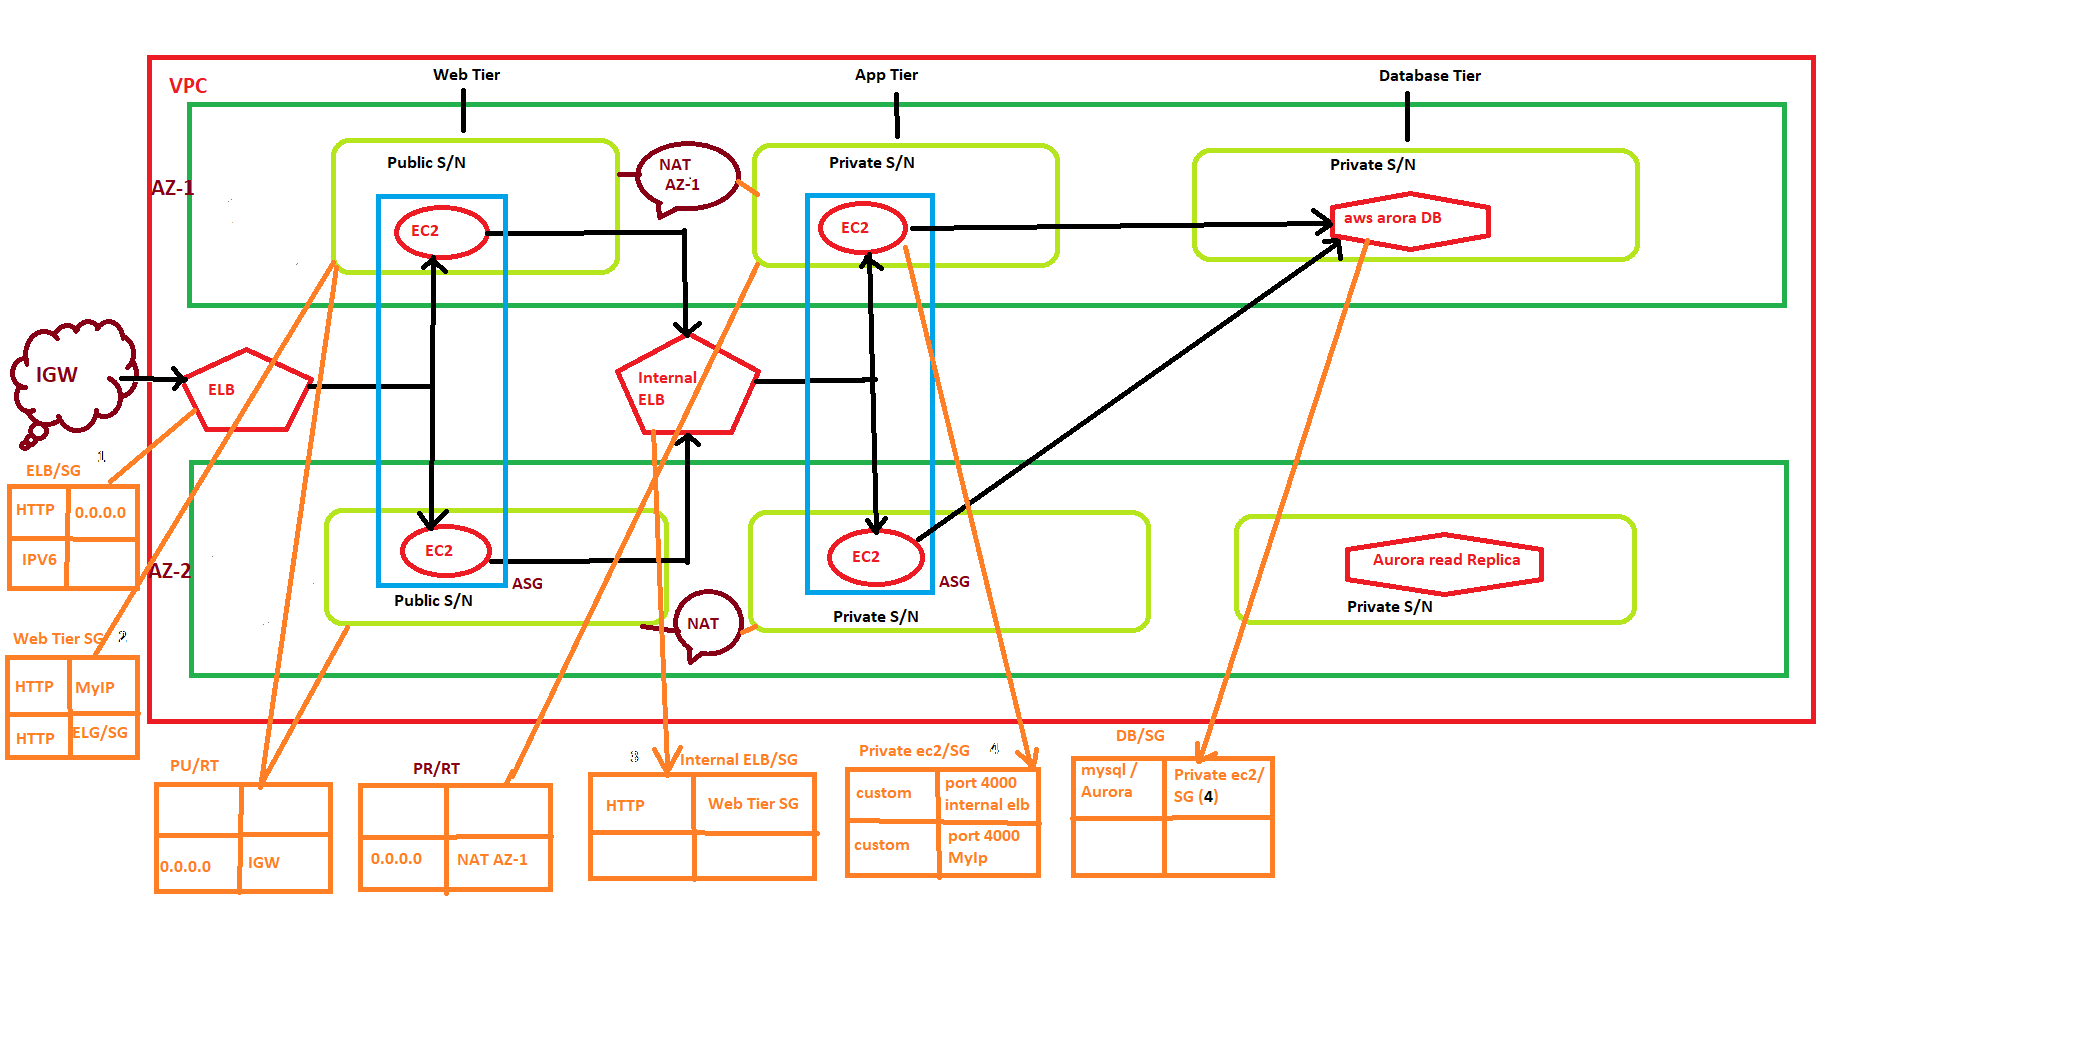 Web Tier
App Tier
Database Tier
VPC
Public S/N
NAT
AZ-1
Private S/N
Private S/N
AZ-1
EC2
EC2
aws arora DB
IGW
ELB
Internal
ELB
ELB/SG 1
HTTP 0.0.0.0
IPV6
AZ-2
EC2
EC2
Aurora read Replica
ASG
ASG
Public S/N
Private S/N
Private S/N
NAT
Web Tier SG 2
HTTP MyIP
HTTP ELG/SG
PU/RT
0.0.0.0 IGW
PR/RT
0.0.0.0 NAT AZ-1
3 Internal ELB/SG
HTTP Web Tier SG
Private ec2/SG 4
custom port 4000
internal elb
custom port 4000
MyIp
DB/SG
mysql /
Aurora
Private ec2/
SG (4)